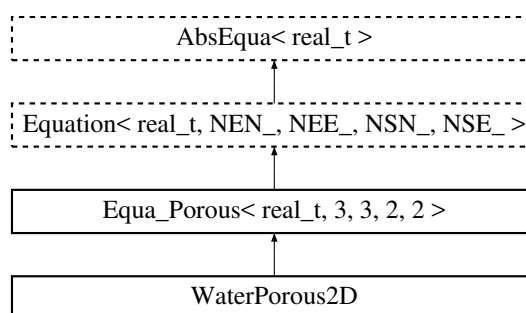 AbsEqua< real_t >
Equation< real_t, NEN_, NEE_, NSN_, NSE_ >
Equa_Porous< real_t, 3, 3, 2, 2 >
WaterPorous2D